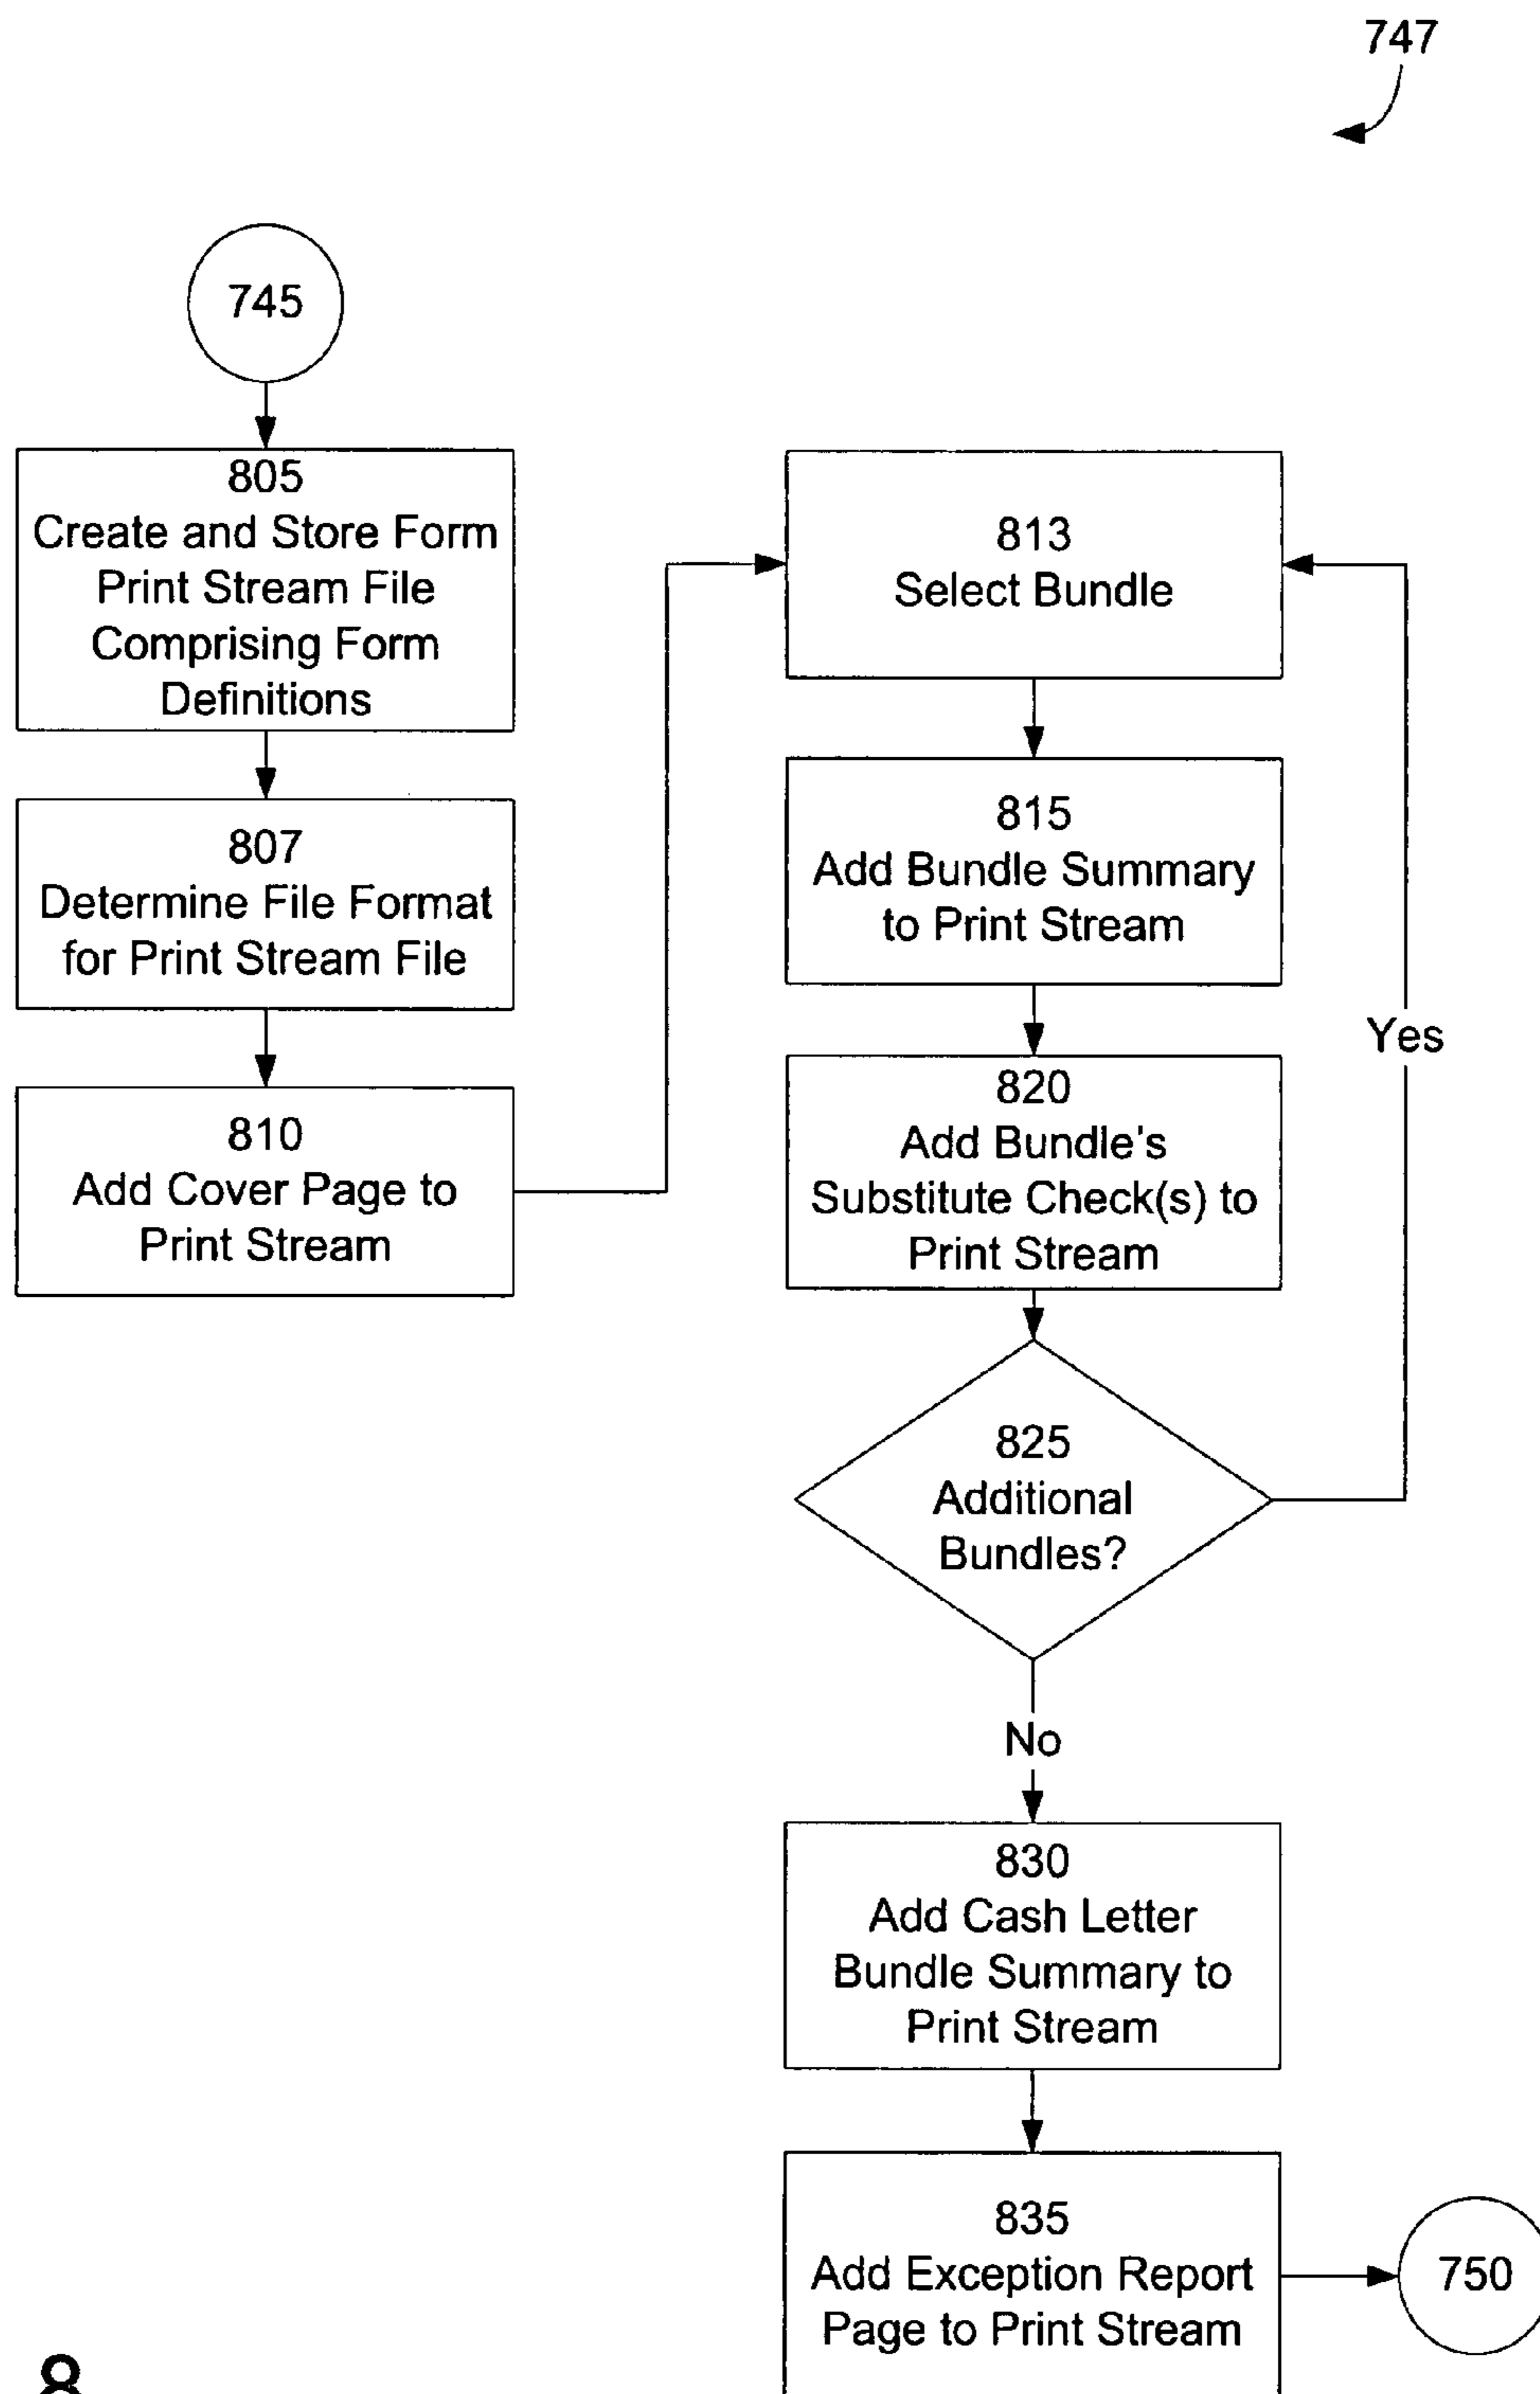 747
745
805
Create and Store Form
Print Stream File
Comprising Form
Definitions
807
Determine File Format
for Print Stream File
810
Add Cover Page to
Print Stream
813
Select Bundle
815
Add Bundle Summary
to Print Stream
820
Add Bundle's
Substitute Check(s) to
Print Stream
825
Additional
Bundles?
Yes
No
830
Add Cash Letter
Bundle Summary to
Print Stream
835
Add Exception Report
Page to Print Stream
750
8